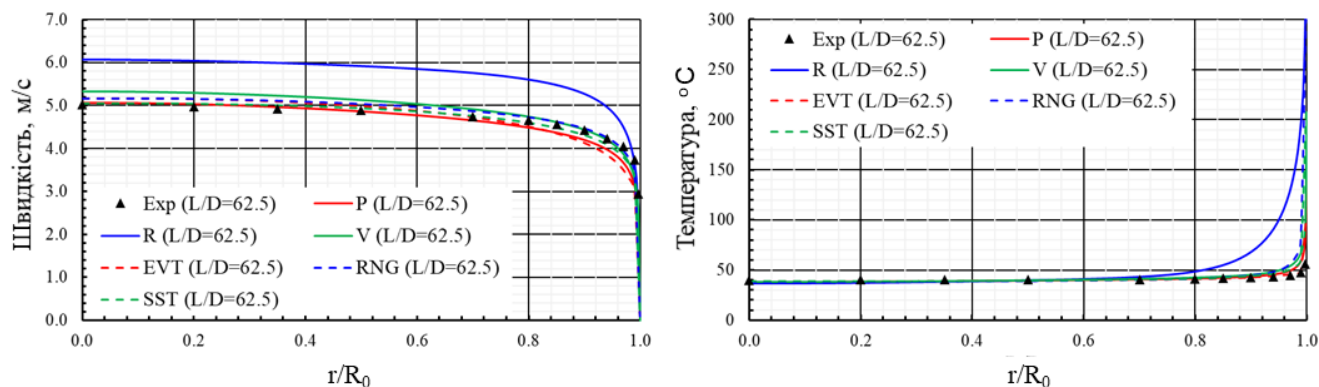 7.0
6.0
5.0
4.0
3.0
2.0
1.0
0.0
Швидкість, м/с
▲ Exp (L/D=62.5) P (L/D=62.5)
R (L/D=62.5) V (L/D=62.5)
EVT (L/D=62.5) RNG (L/D=62.5)
SST (L/D=62.5)
0.0 0.2 0.4 0.6 0.8 1.0
r/R₀
300
250
200
150
100
50
0
Температура, °C
▲ Exp (L/D=62.5) P (L/D=62.5)
R (L/D=62.5) V (L/D=62.5)
EVT (L/D=62.5) RNG (L/D=62.5)
SST (L/D=62.5)
0.0 0.2 0.4 0.6 0.8 1.0
r/R₀